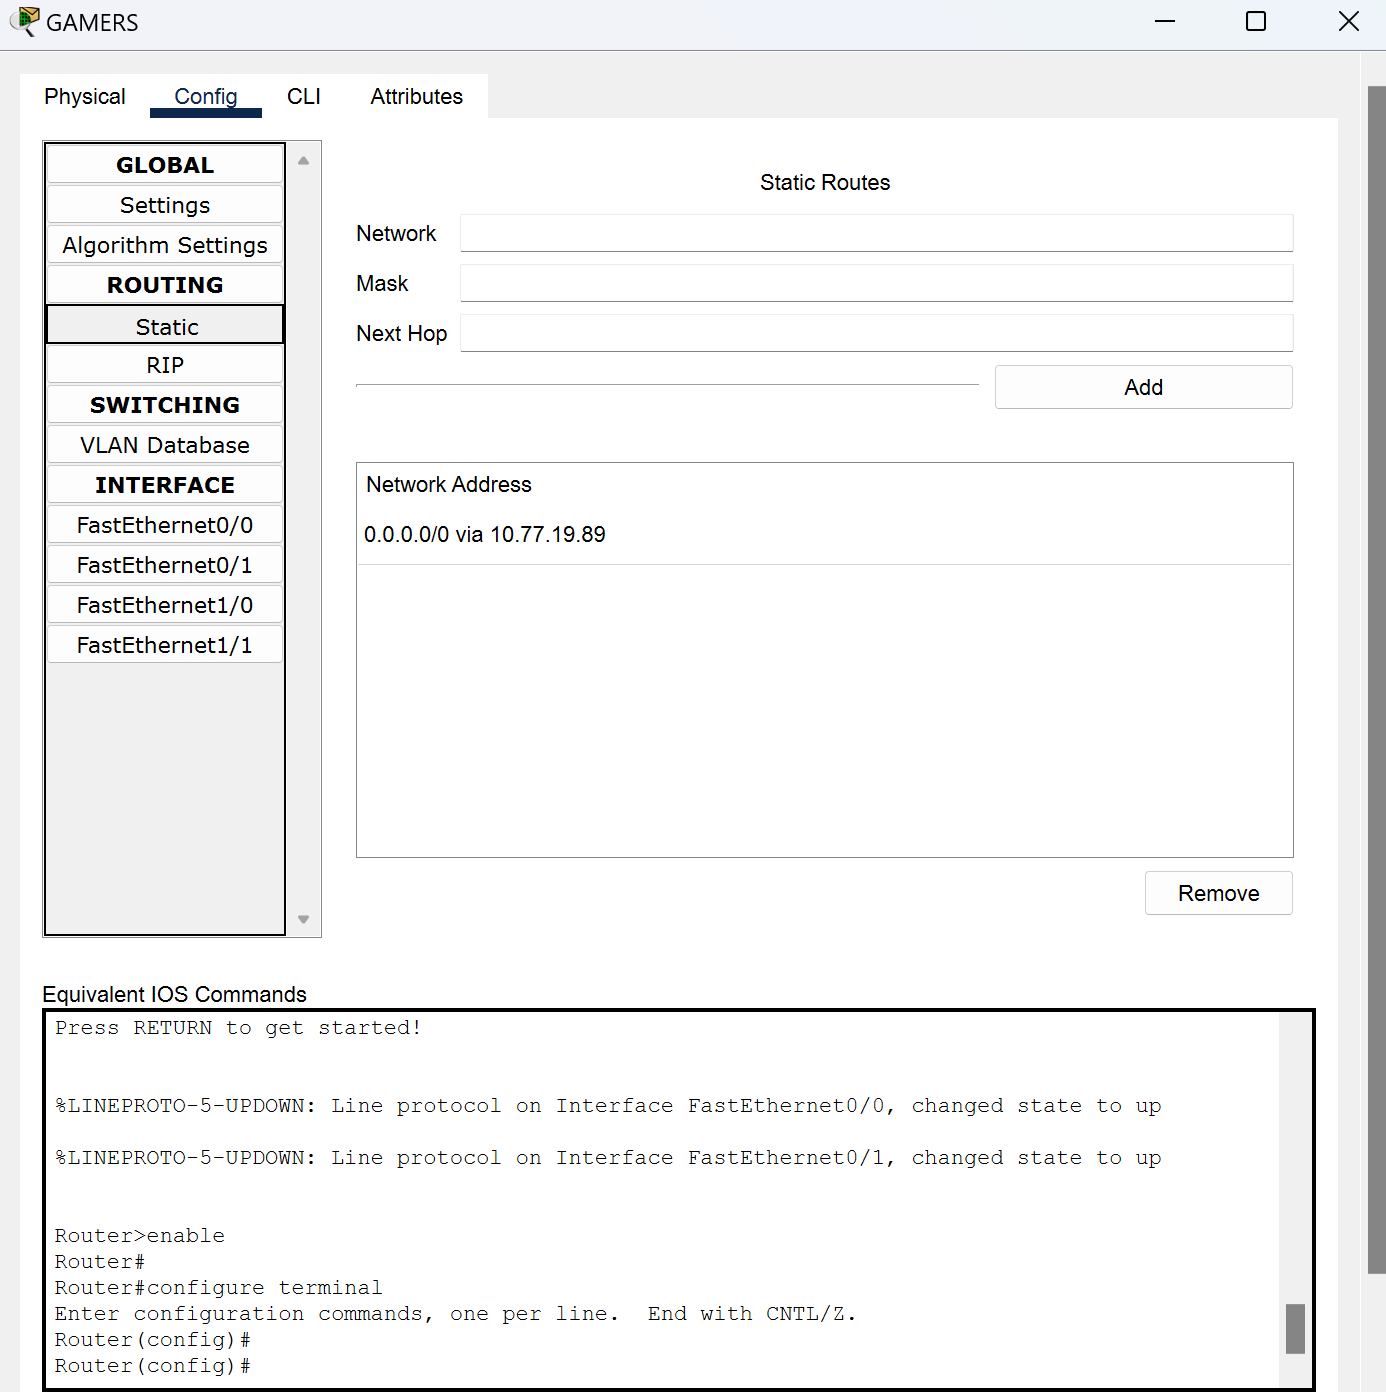 GAMERS
Physical Config CLI Attributes
GLOBAL
Settings
Algorithm Settings
ROUTING
Static
RIP
SWITCHING
VLAN Database
INTERFACE
FastEthernet0/0
FastEthernet0/1
FastEthernet1/0
FastEthernet1/1
Static Routes
Network
Mask
Next Hop
Add
Network Address
0.0.0.0/0 via 10.77.19.89
Remove
Equivalent IOS Commands
Press RETURN to get started!
%LINEPROTO-5-UPDOWN: Line protocol on Interface FastEthernet0/0, changed state to up
%LINEPROTO-5-UPDOWN: Line protocol on Interface FastEthernet0/1, changed state to up
Router>enable
Router#
Router#configure terminal
Enter configuration commands, one per line.  End with CNTL/Z.
Router(config)#
Router(config)#